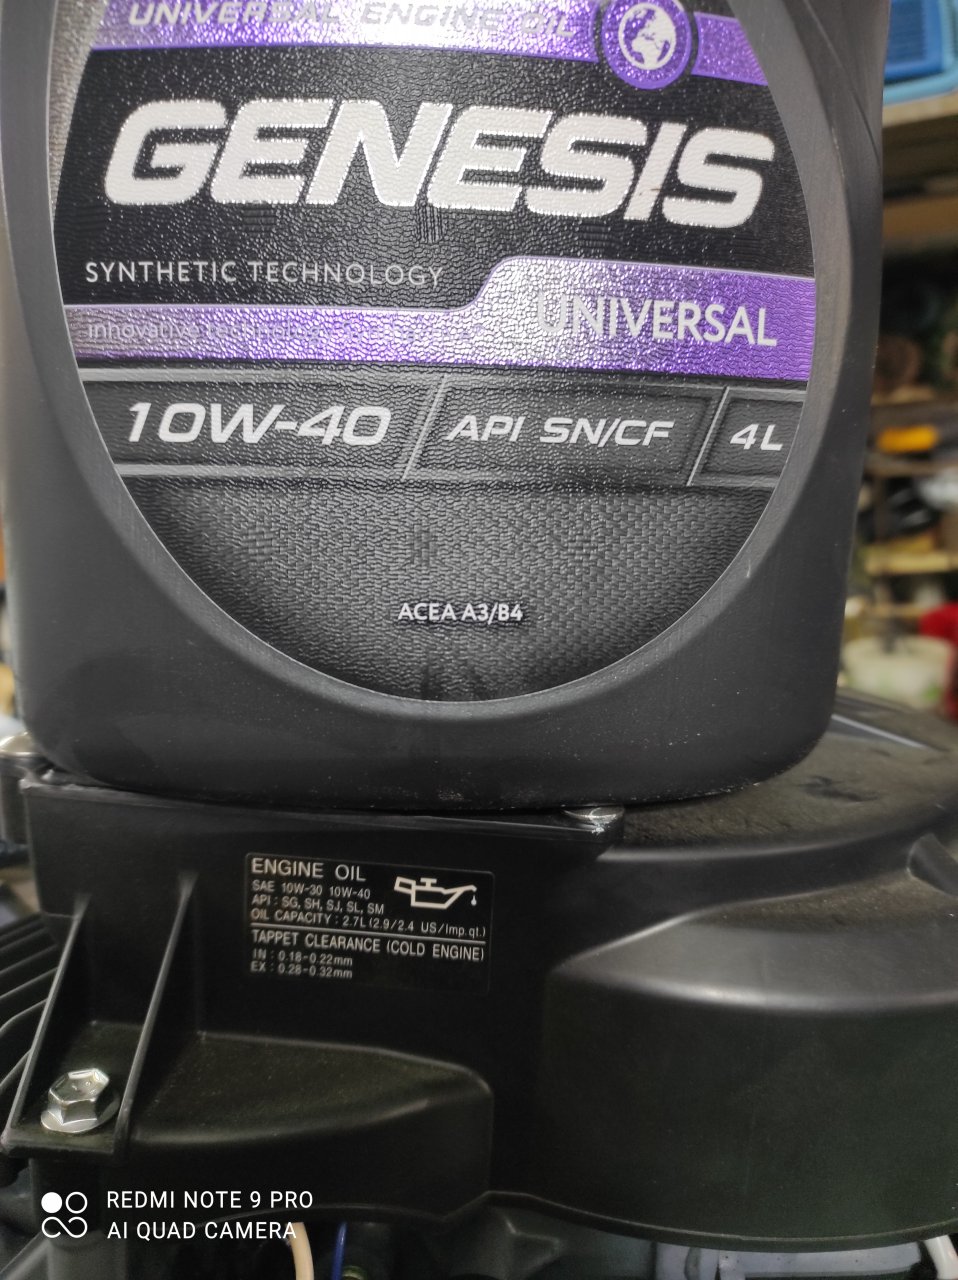 UNIVERSAL ENGINE OIL
GENESIS
SYNTHETIC TECHNOLOGY
innovative
UNIVERSAL
10W-40 API SN/CF 4L
ACEA A3/B4
ENGINE OIL
SAE 10W-30 10W-40
API : SG, SH, SJ, SL, SM
OIL CAPACITY : 2.7L (2.9/2.4 US/Imp.qt.)
TAPPET CLEARANCE (COLD ENGINE)
IN : 0.18-0.22mm
EX : 0.28-0.32mm
REDMI NOTE 9 PRO
AI QUAD CAMERA